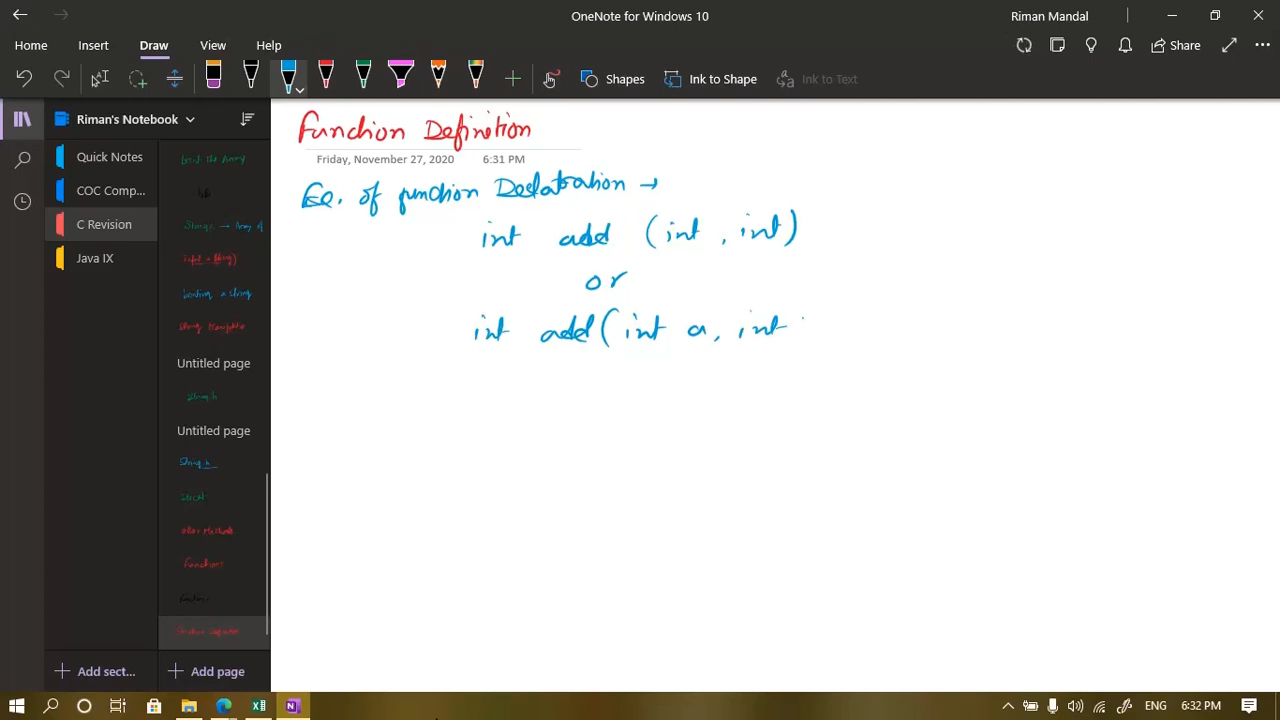 OneNote for Windows 10
Riman Mandal
Home Insert Draw View Help
Share
Shapes
Ink to Shape
Ink to Text
Riman's Notebook
Quick Notes
COC Comp...
C Revision
Java IX
Untitled page
String.h
Untitled page
String.h
Functions
Add sect...
Add page
Function Definition
Friday, November 27, 2020 6:31 PM
Ex. of function Declaration →
int add (int , int)
or
int add(int a, int
ENG 6:32 PM